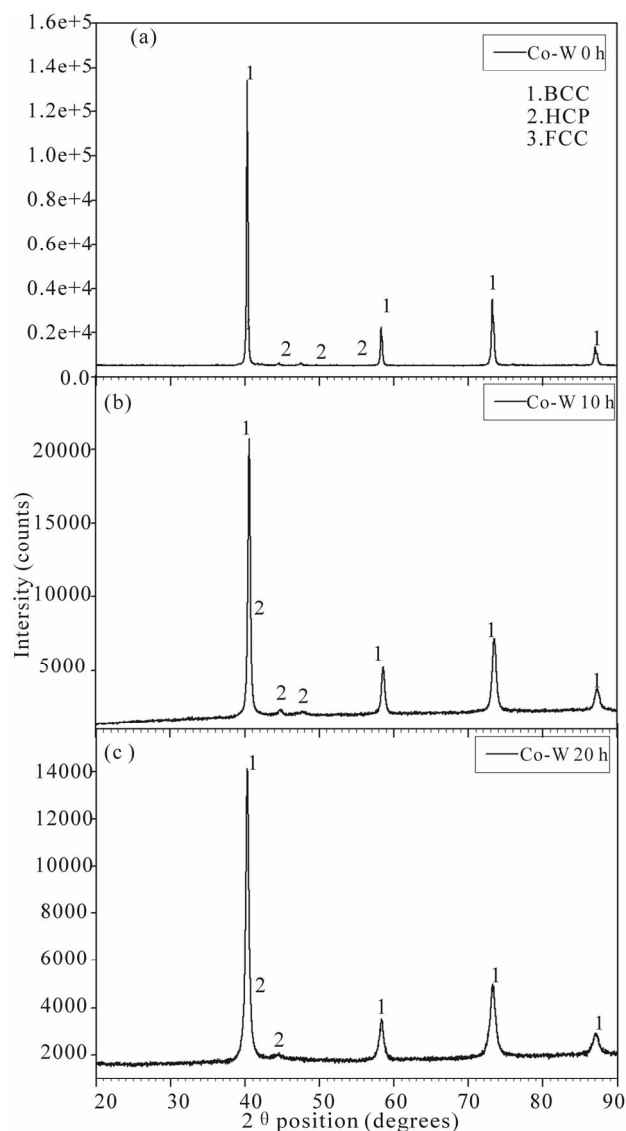 1.6e+5
(a)
Co-W 0 h
1.4e+5
1
1.BCC
1.2e+5
2.HCP
3.FCC
1.0e+5
0.8e+4
0.6e+4
1
0.4e+4
1
0.2e+4
2 2 2
1
0.0
(b)
Co-W 10 h
1
20000
15000
2
10000
1
1
5000
2 2
1
Intersity (counts)
(c)
Co-W 20 h
14000
1
12000
10000
8000
6000
2
1
4000
1
1
2
2000
20 30 40 50 60 70 80 90
2 θ position (degrees)